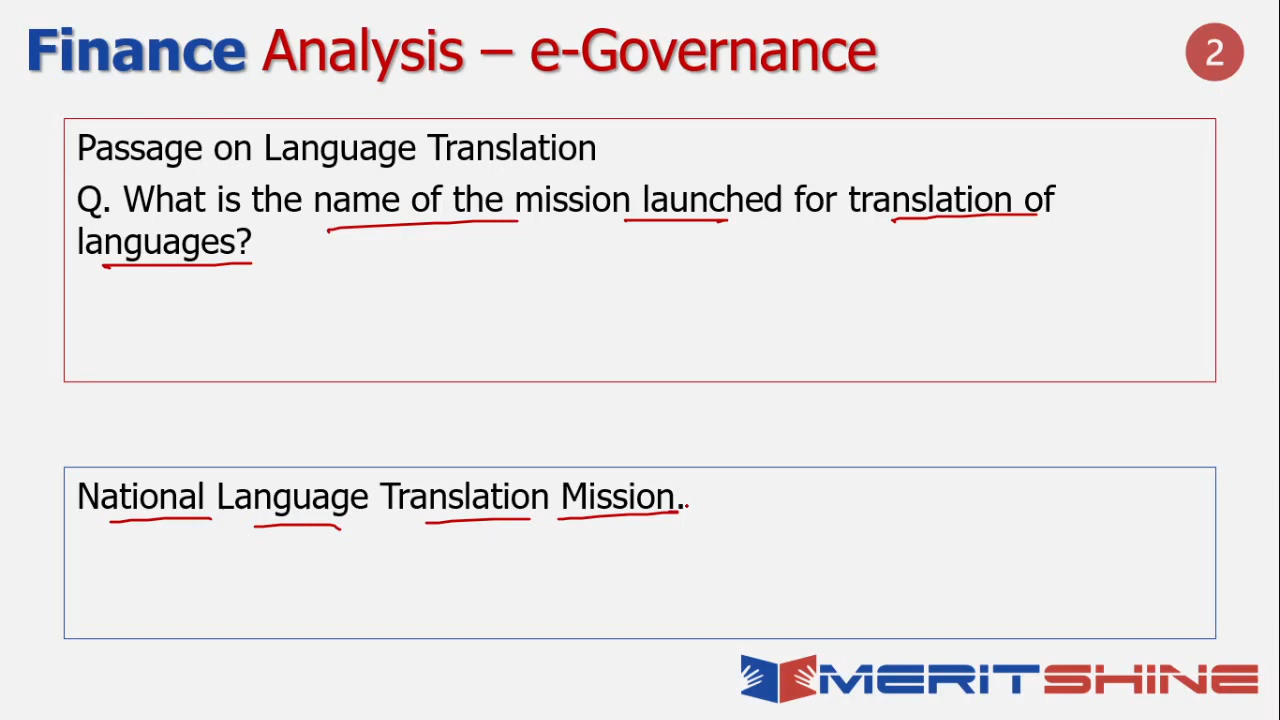 Finance Analysis – e-Governance
2
Passage on Language Translation
Q. What is the name of the mission launched for translation of
languages?
National Language Translation Mission.
MERITSHINE